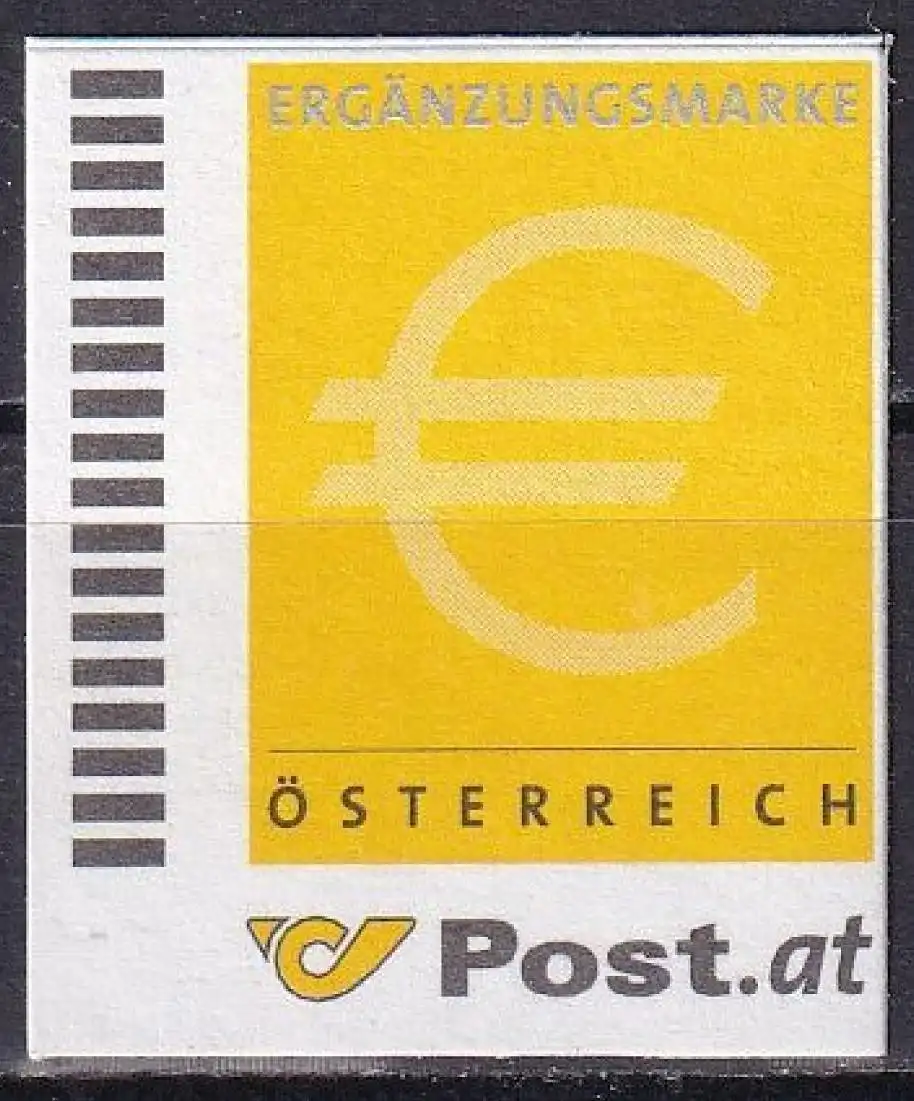 ERGÄNZUNGSMARKE
€
ÖSTERREICH
Post.at